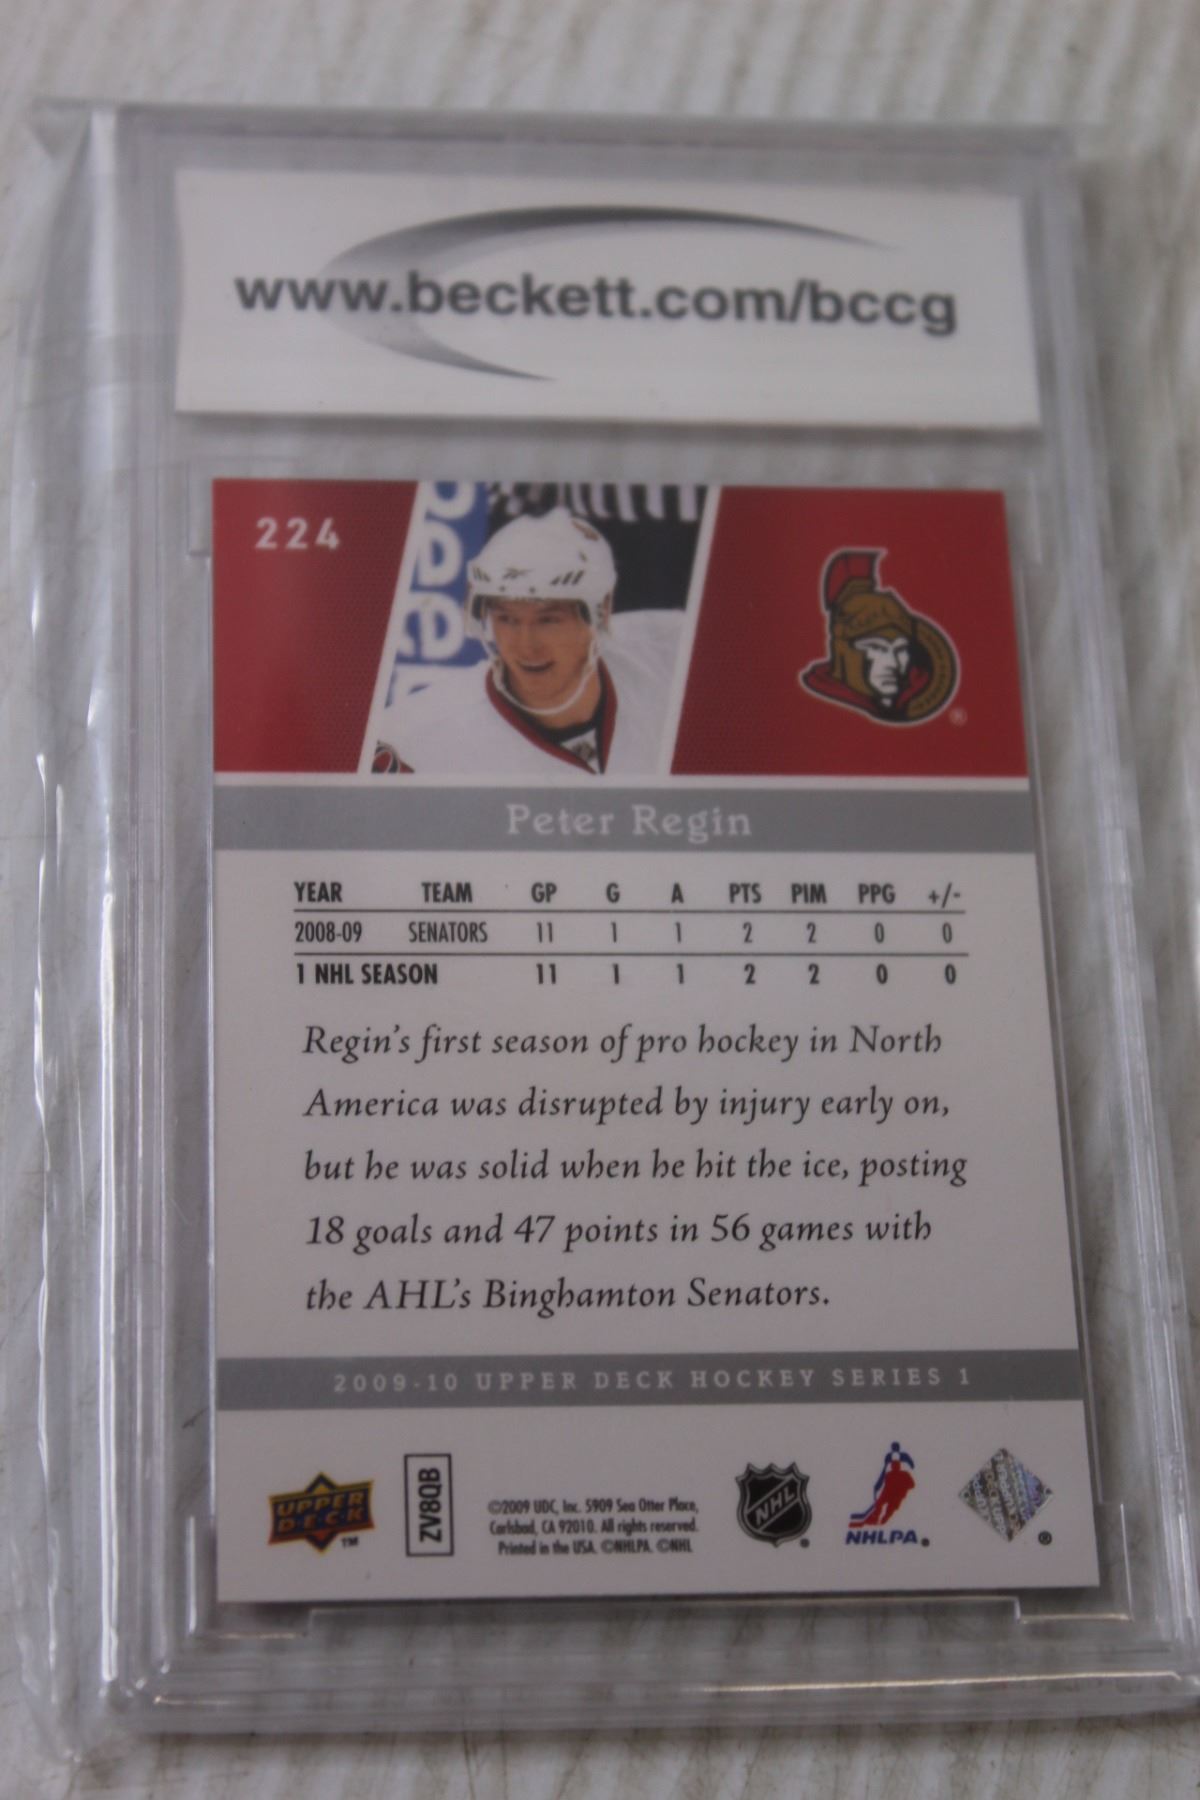 www.beckett.com/bccg
224
Peter Regin
YEAR TEAM GP G A PTS PIM PPG +/-
2008-09 SENATORS 11 1 1 2 2 0 0
1 NHL SEASON 11 1 1 2 2 0 0
Regin's first season of pro hockey in North
America was disrupted by injury early on,
but he was solid when he hit the ice, posting
18 goals and 47 points in 56 games with
the AHL's Binghamton Senators.
2009-10 UPPER DECK HOCKEY SERIES 1
UPPER
DECK
TM
ZV8QB
©2009 UDC, Inc. 5909 Sea Otter Place,
Carlsbad, CA 92010. All rights reserved.
Printed in the USA. ©NHLPA. ©NHL
NHL
NHLPA.
®